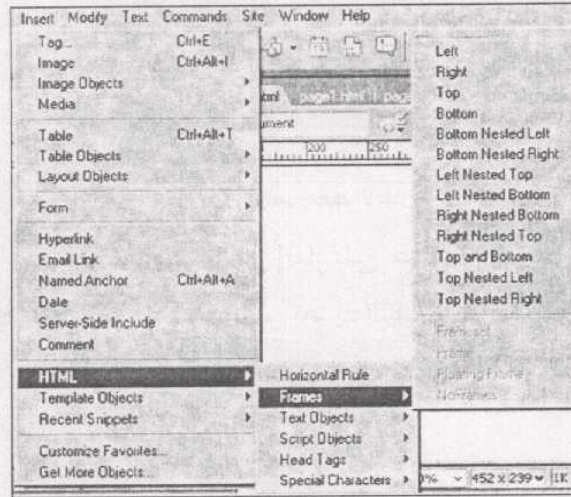 Insert Modify Text Commands Site Window Help
Tag... Ctrl+E
Image Ctrl+Alt+I
Image Objects
Media
Table Ctrl+Alt+T
Table Objects
Layout Objects
Form
Hyperlink
Email Link
Named Anchor Ctrl+Alt+A
Date
Server-Side Include
Comment
HTML
Template Objects
Recent Snippets
Customize Favorites...
Get More Objects...
200 250
Horizontal Rule
Frames
Text Objects
Script Objects
Head Tags
Special Characters
Left
Right
Top
Bottom
Bottom Nested Left
Bottom Nested Right
Left Nested Top
Left Nested Bottom
Right Nested Bottom
Right Nested Top
Top and Bottom
Top Nested Left
Top Nested Right
Frameset
Frame
Floating Frame
Noframes
452 x 239 1K